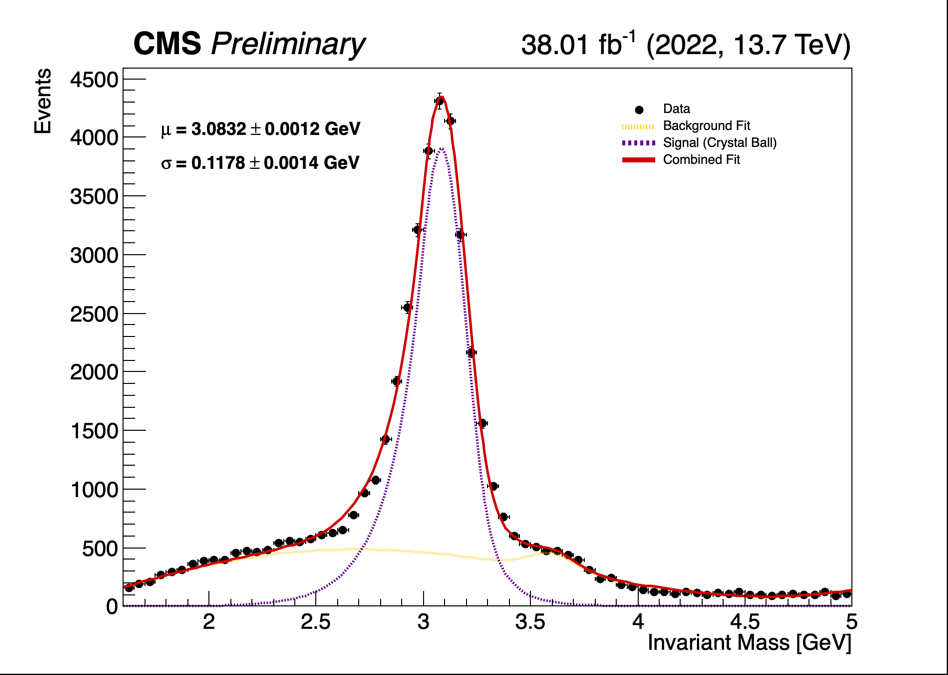 CMS Preliminary
38.01 fb⁻¹ (2022, 13.7 TeV)
Events
4500
4000
3500
3000
2500
2000
1500
1000
500
0
μ = 3.0832 ± 0.0012 GeV
σ = 0.1178 ± 0.0014 GeV
Data
Background Fit
Signal (Crystal Ball)
Combined Fit
2 2.5 3 3.5 4 4.5 5
Invariant Mass [GeV]